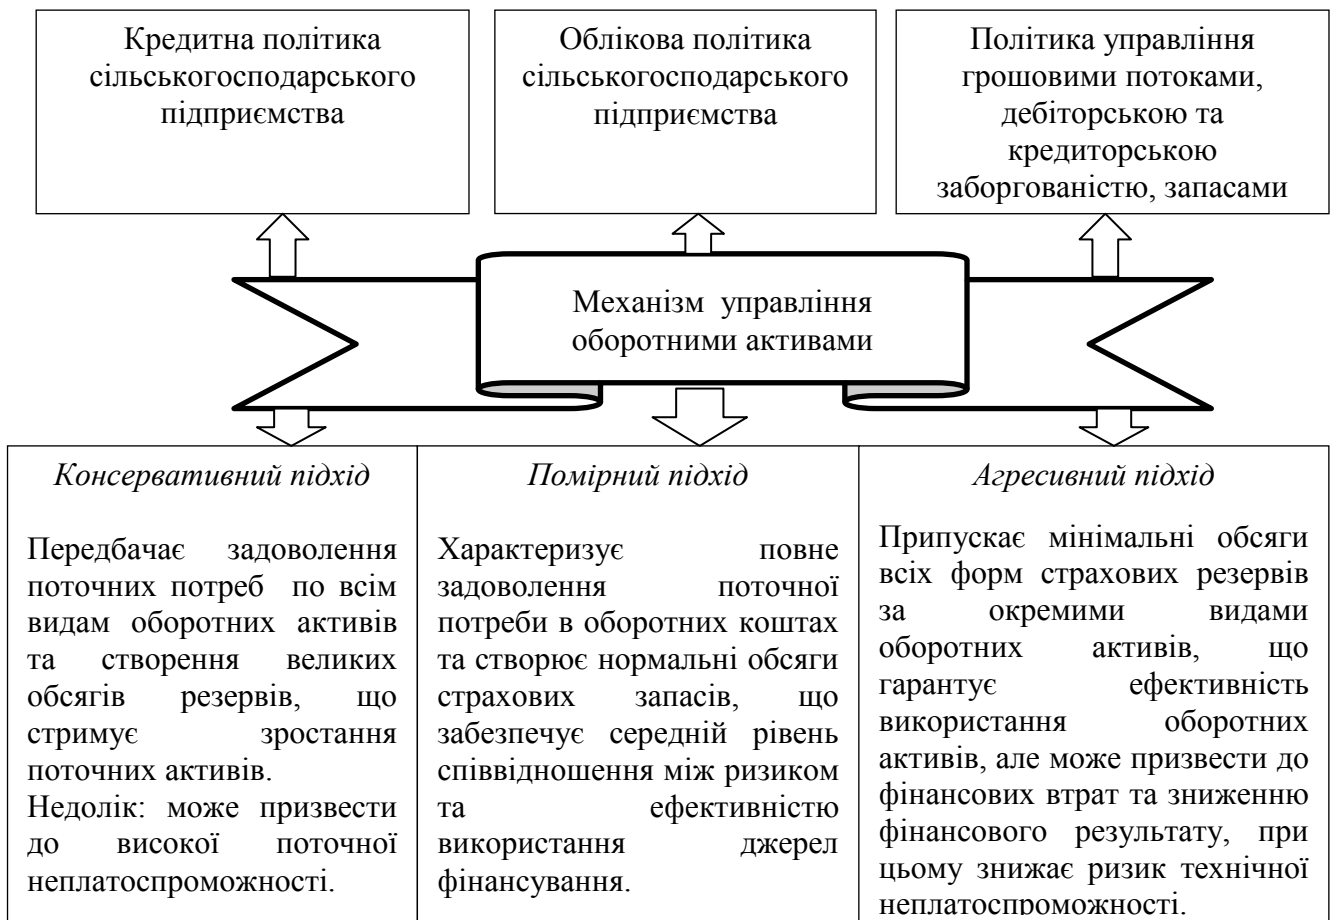 Кредитна політика
сільськогосподарського
підприємства
Облікова політика
сільськогосподарського
підприємства
Політика управління
грошовими потоками,
дебіторською та
кредиторською
заборгованістю, запасами
Механізм управління
оборотними активами
Консервативний підхід
Передбачає задоволення
поточних потреб по всім
видам оборотних активів
та створення великих
обсягів резервів, що
стримує зростання
поточних активів.
Недолік: може призвести
до високої поточної
неплатоспроможності.
Помірний підхід
Характеризує повне
задоволення поточної
потреби в оборотних коштах
та створює нормальні обсяги
страхових запасів, що
забезпечує середній рівень
співвідношення між ризиком
та ефективністю
використання джерел
фінансування.
Агресивний підхід
Припускає мінімальні обсяги
всіх форм страхових резервів
за окремими видами
оборотних активів, що
гарантує ефективність
використання оборотних
активів, але може призвести до
фінансових втрат та зниженню
фінансового результату, при
цьому знижає ризик технічної
неплатоспроможності.